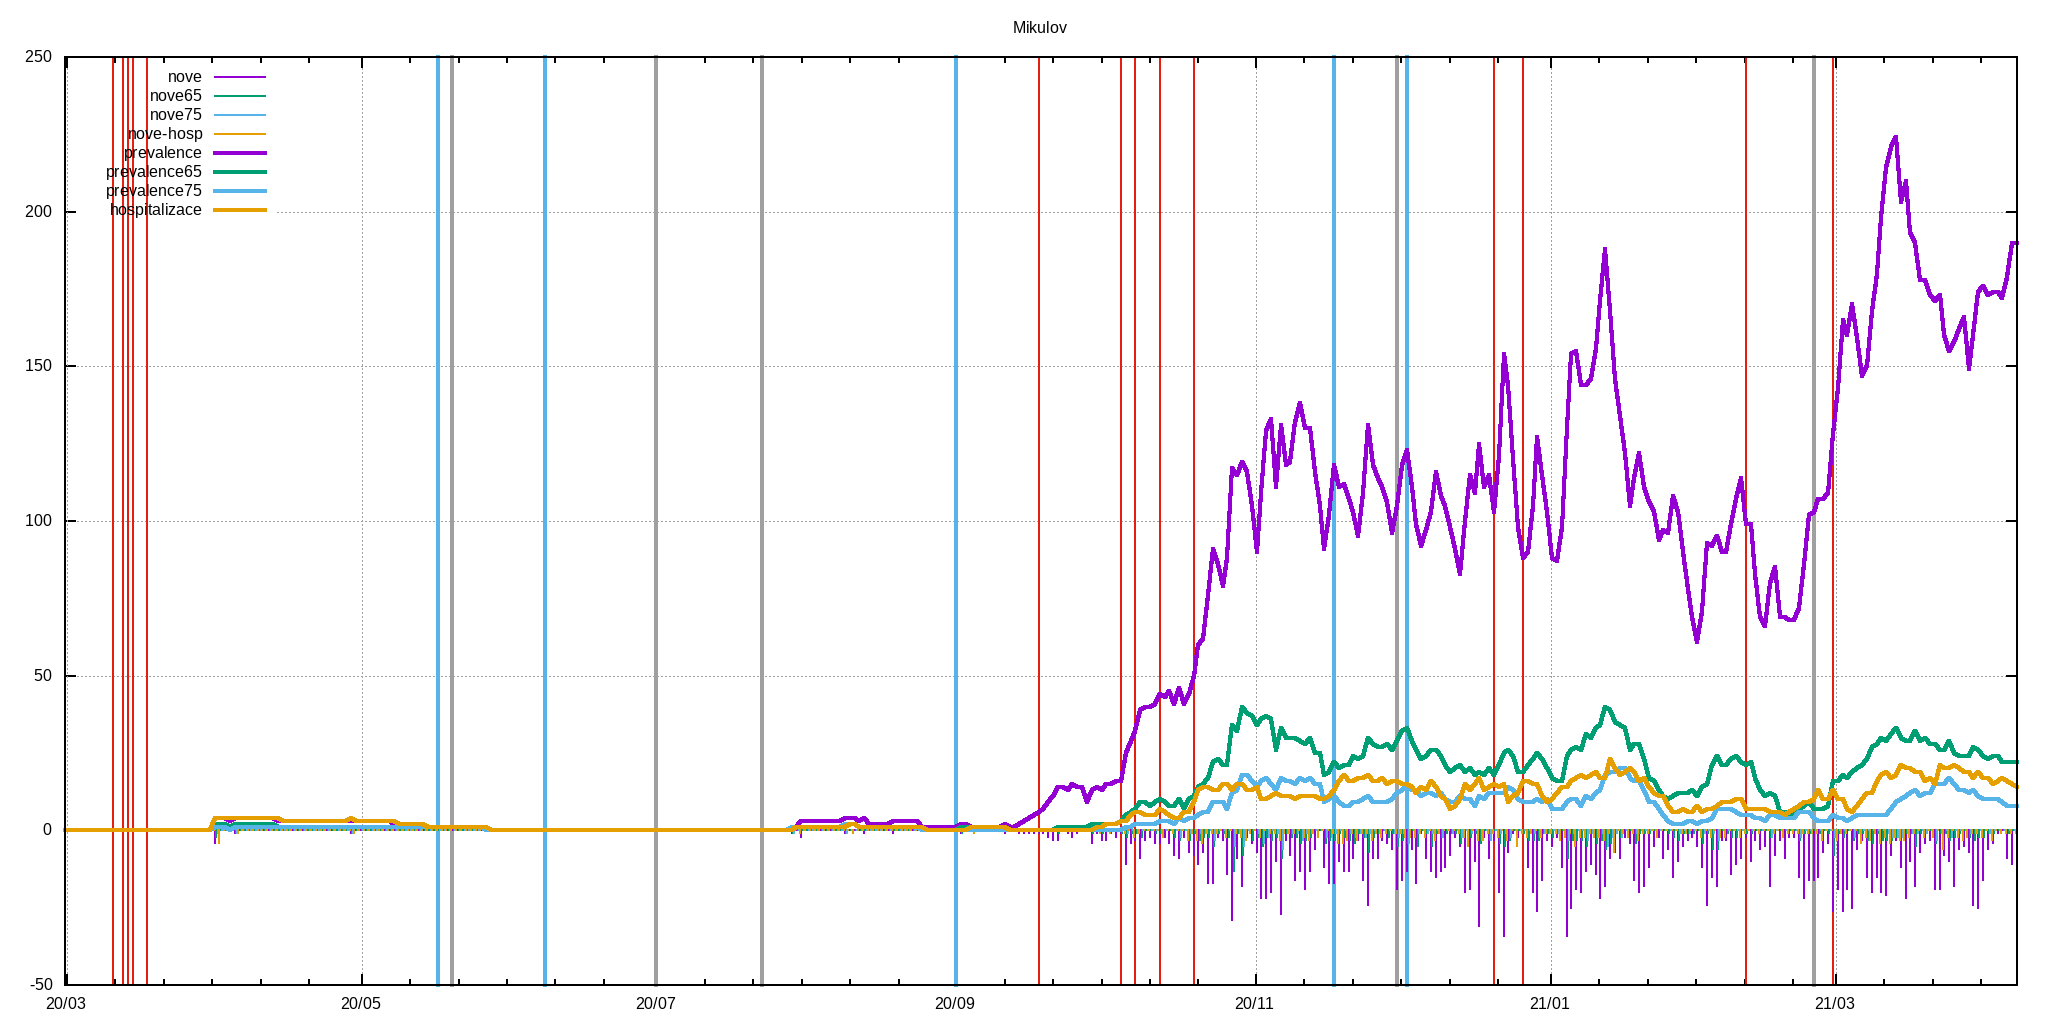 Mikulov
250
200
150
100
50
0
-50
nove
nove65
nove75
nove-hosp
prevalence
prevalence65
prevalence75
hospitalizace
20/03 20/05 20/07 20/09 20/11 21/01 21/03